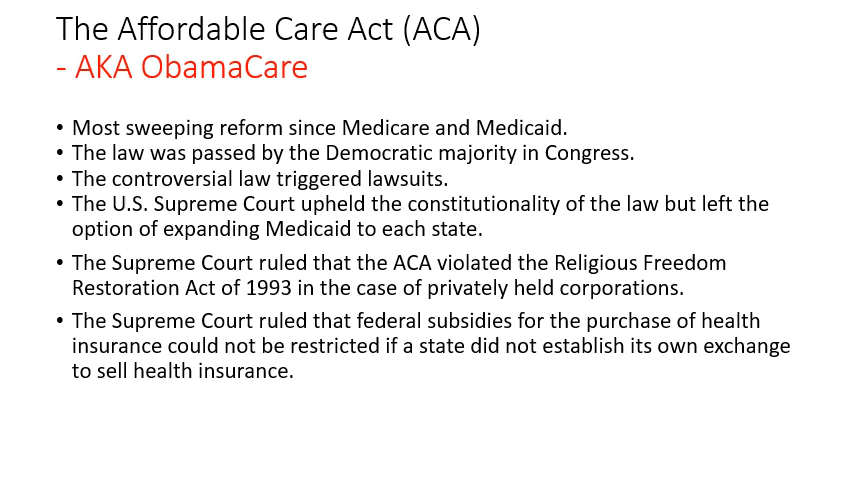 The Affordable Care Act (ACA)
- AKA ObamaCare
• Most sweeping reform since Medicare and Medicaid.
• The law was passed by the Democratic majority in Congress.
• The controversial law triggered lawsuits.
• The U.S. Supreme Court upheld the constitutionality of the law but left the
option of expanding Medicaid to each state.
• The Supreme Court ruled that the ACA violated the Religious Freedom
Restoration Act of 1993 in the case of privately held corporations.
• The Supreme Court ruled that federal subsidies for the purchase of health
insurance could not be restricted if a state did not establish its own exchange
to sell health insurance.